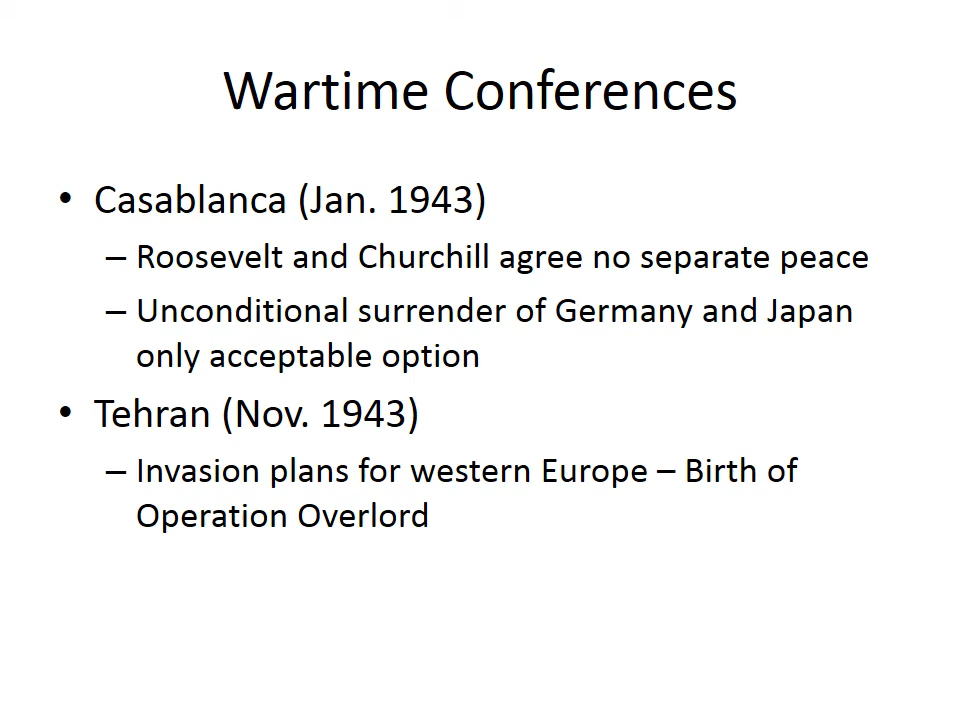 Wartime Conferences
• Casablanca (Jan. 1943)
– Roosevelt and Churchill agree no separate peace
– Unconditional surrender of Germany and Japan
only acceptable option
• Tehran (Nov. 1943)
– Invasion plans for western Europe – Birth of
Operation Overlord